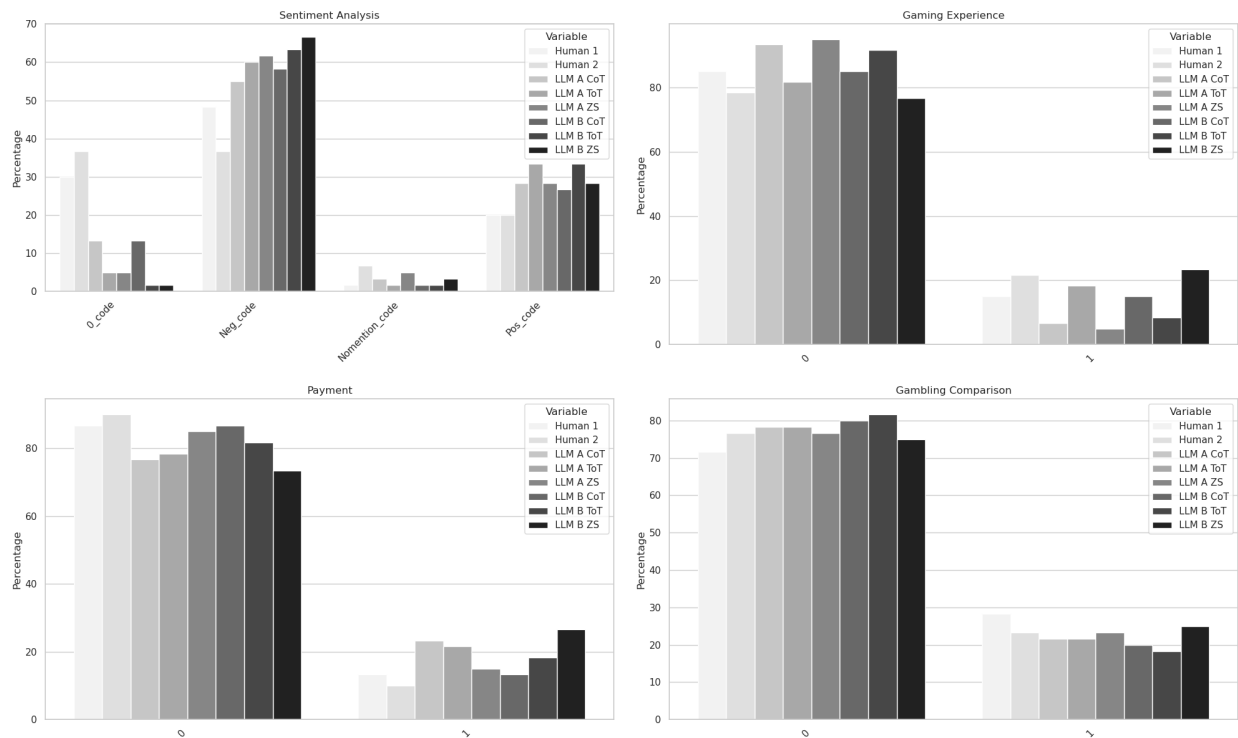 Sentiment Analysis
Percentage
70
60
50
40
30
20
10
0
0_code
Neg_code
Nomention_code
Pos_code
Variable
Human 1
Human 2
LLM A CoT
LLM A ToT
LLM A ZS
LLM B CoT
LLM B ToT
LLM B ZS
Gaming Experience
Percentage
80
60
40
20
0
0
1
Variable
Human 1
Human 2
LLM A CoT
LLM A ToT
LLM A ZS
LLM B CoT
LLM B ToT
LLM B ZS
Payment
Percentage
80
60
40
20
0
0
1
Variable
Human 1
Human 2
LLM A CoT
LLM A ToT
LLM A ZS
LLM B CoT
LLM B ToT
LLM B ZS
Gambling Comparison
Percentage
80
70
60
50
40
30
20
10
0
0
1
Variable
Human 1
Human 2
LLM A CoT
LLM A ToT
LLM A ZS
LLM B CoT
LLM B ToT
LLM B ZS